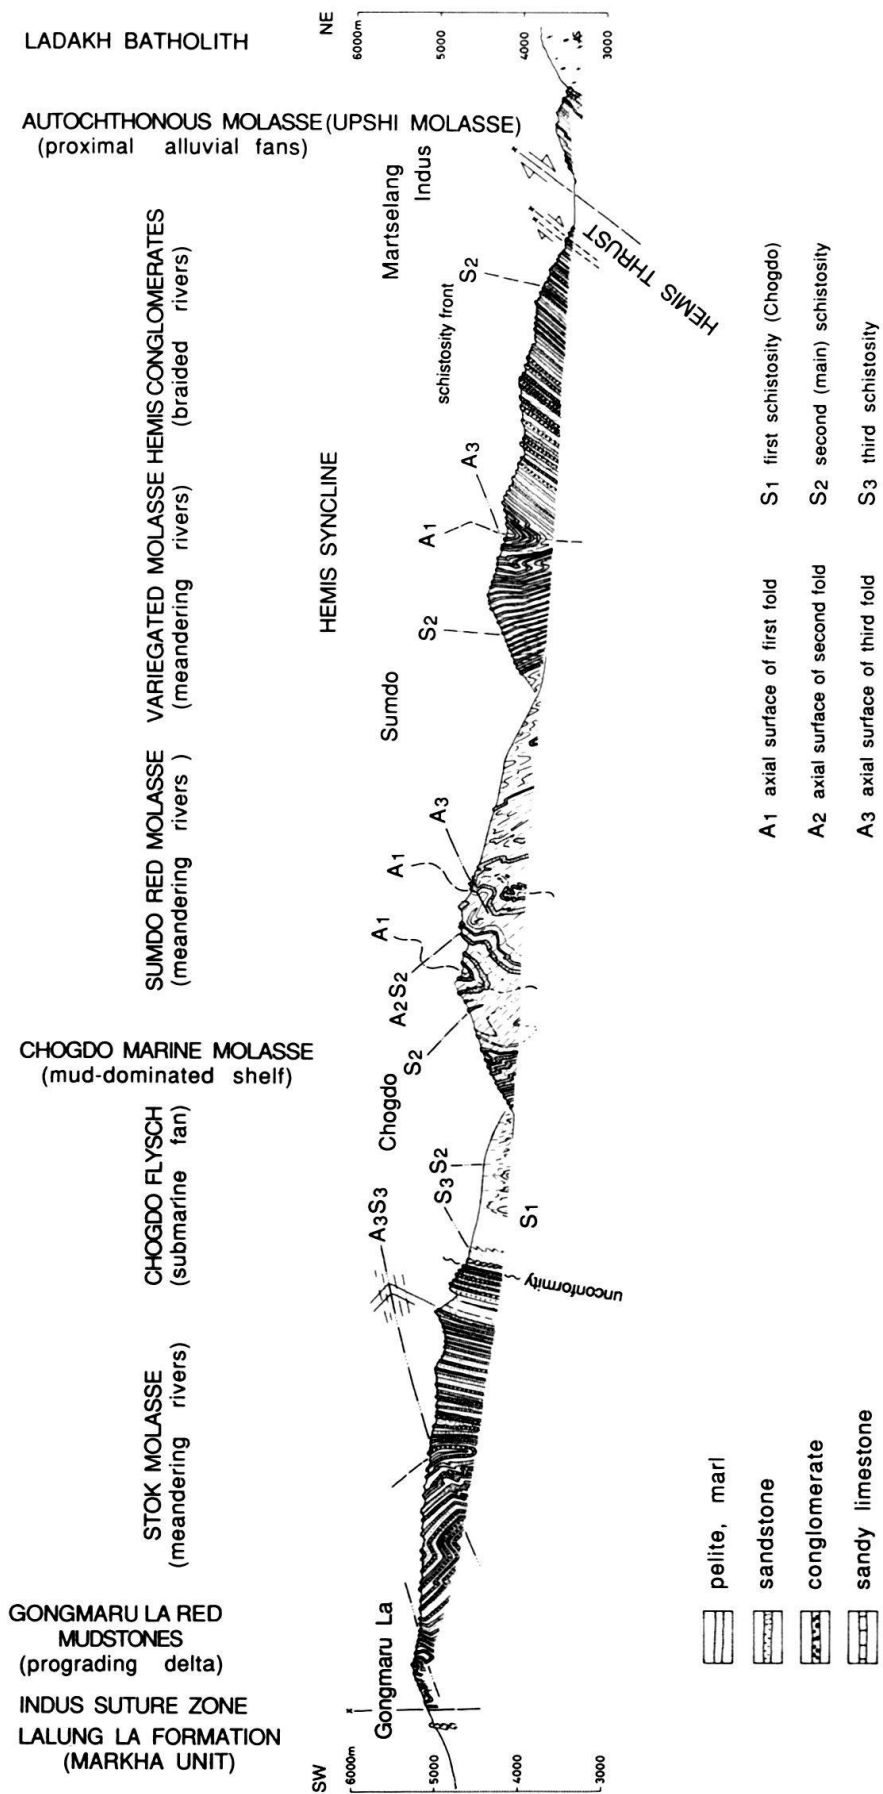 LADAKH BATHOLITH
AUTOCHTHONOUS MOLASSE (UPSHI MOLASSE)
(proximal alluvial fans)
HEMIS CONGLOMERATES
(braided rivers)
VARIEGATED MOLASSE
(meandering rivers)
SUMDO RED MOLASSE
(meandering rivers )
CHOGDO MARINE MOLASSE
(mud-dominated shelf)
CHOGDO FLYSCH
(submarine fan)
STOK MOLASSE
(meandering rivers)
GONGMARU LA RED
MUDSTONES
(prograding delta)
INDUS SUTURE ZONE
LALUNG LA FORMATION
(MARKHA UNIT)
NE
6000m
5000
4000
3000
Martselang
Indus
HEMIS THRUST
S2
schistosity front
HEMIS SYNCLINE
A3
A1
S2
Sumdo
A3
A1
A1
A2S2
S2
Chogdo
S2
S3
S1
A3S3
unconformity
Gongmaru La
SW
6000m
5000
4000
3000
S1 first schistosity (Chogdo)
S2 second (main) schistosity
S3 third schistosity
A1 axial surface of first fold
A2 axial surface of second fold
A3 axial surface of third fold
pelite, marl
sandstone
conglomerate
sandy limestone